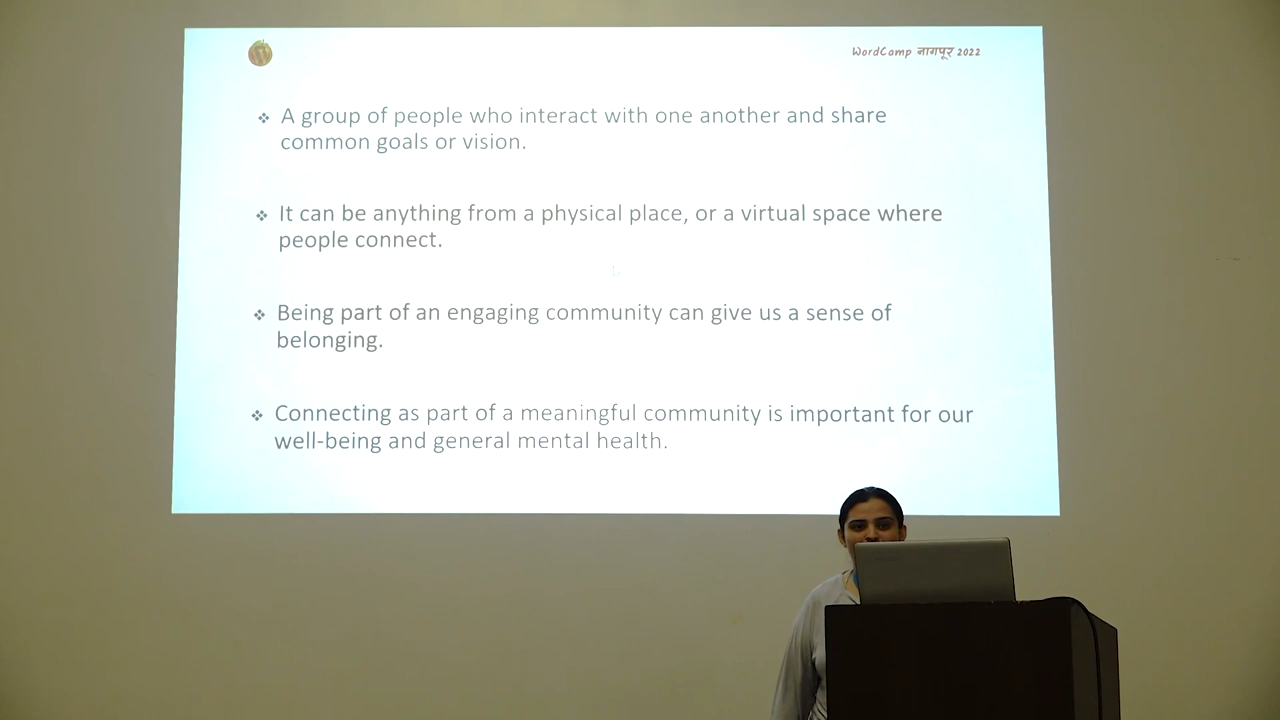 WordCamp नागपूर 2022
❖ A group of people who interact with one another and share
common goals or vision.
❖ It can be anything from a physical place, or a virtual space where
people connect.
❖ Being part of an engaging community can give us a sense of
belonging.
❖ Connecting as part of a meaningful community is important for our
well-being and general mental health.